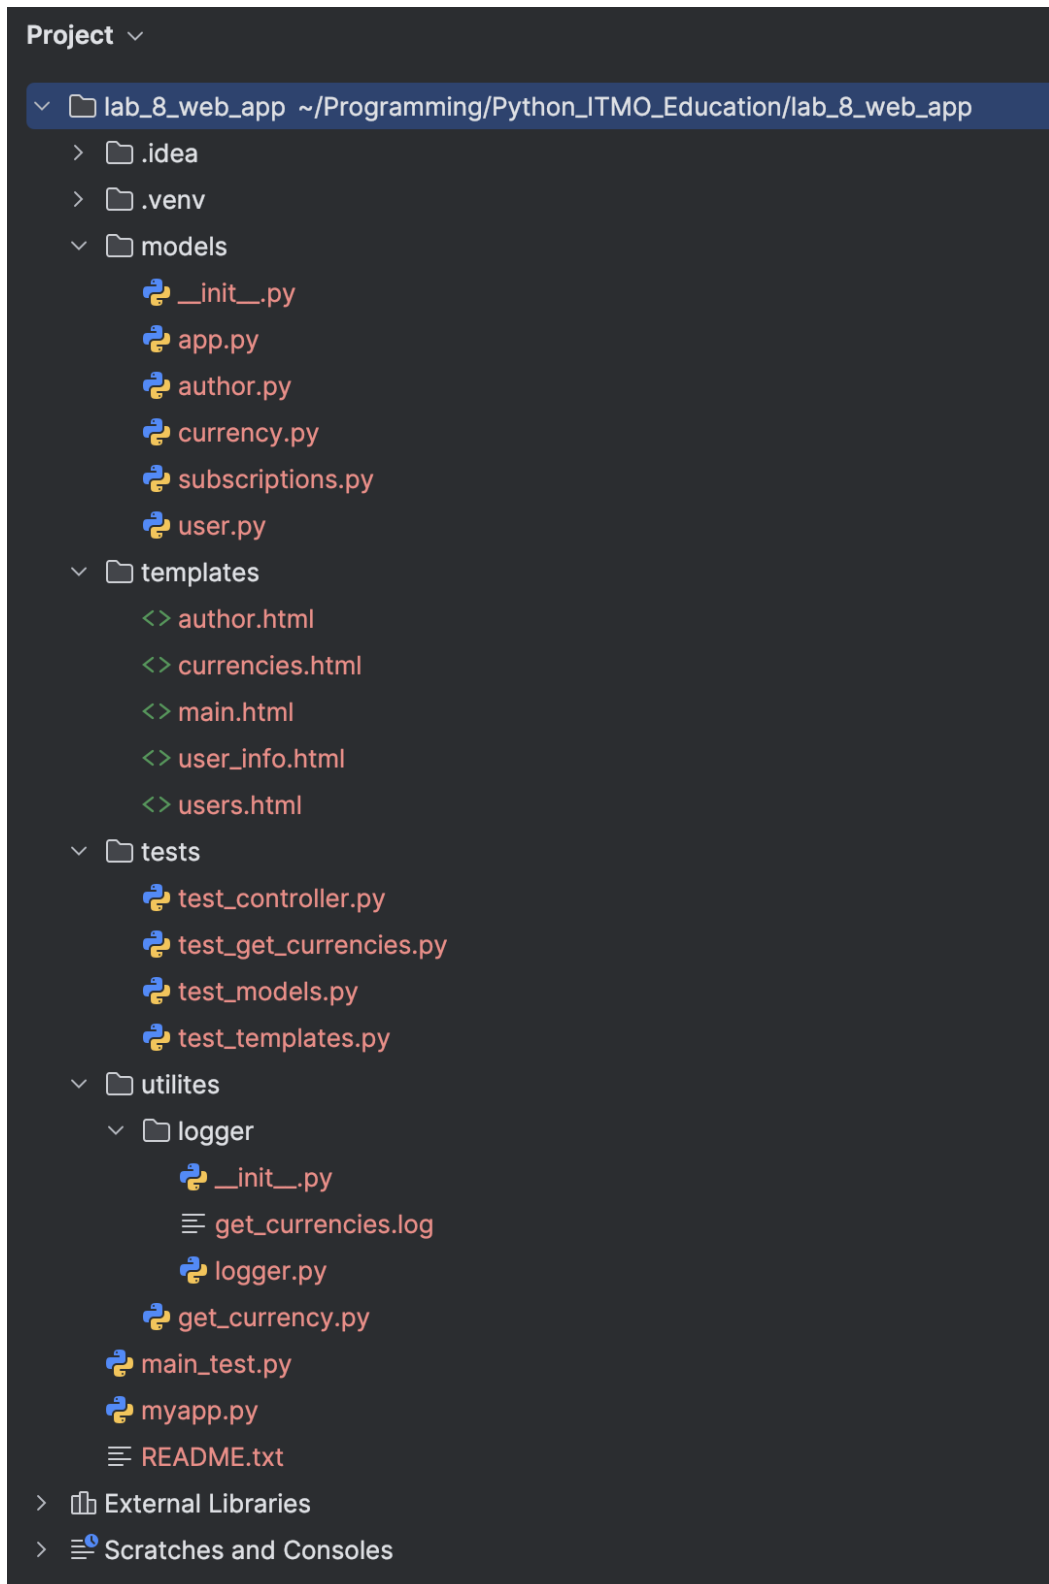 Project
lab_8_web_app ~/Programming/Python_ITMO_Education/lab_8_web_app
.idea
.venv
models
__init__.py
app.py
author.py
currency.py
subscriptions.py
user.py
templates
author.html
currencies.html
main.html
user_info.html
users.html
tests
test_controller.py
test_get_currencies.py
test_models.py
test_templates.py
utilites
logger
__init__.py
get_currencies.log
logger.py
get_currency.py
main_test.py
myapp.py
README.txt
External Libraries
Scratches and Consoles